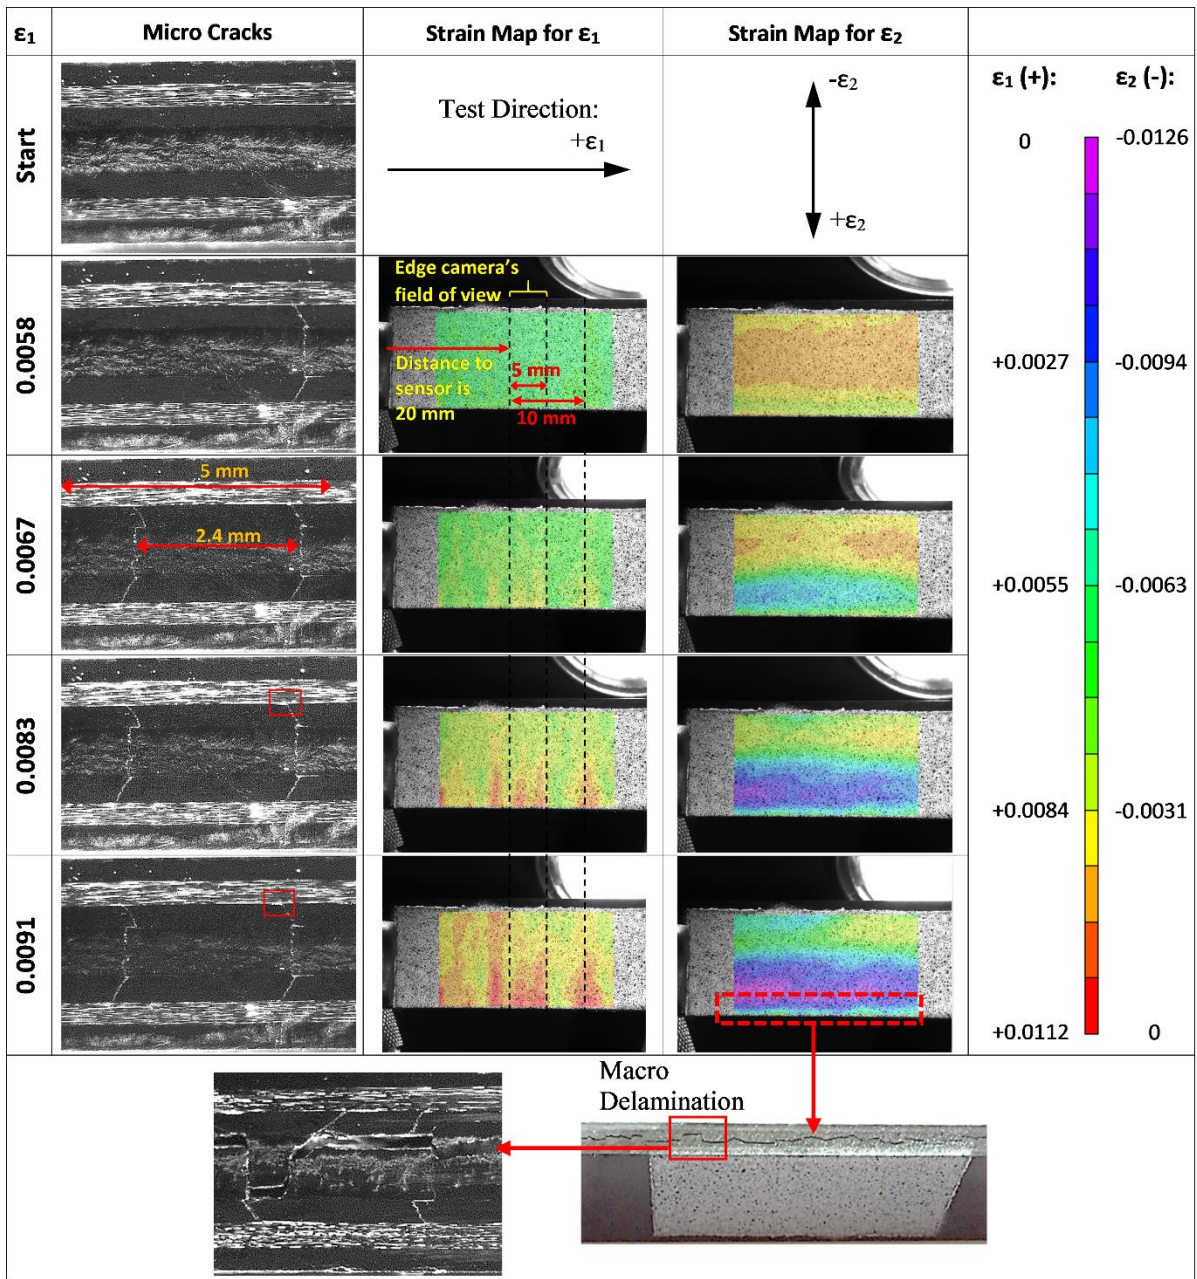 ε₁
Micro Cracks
Strain Map for ε₁
Strain Map for ε₂
Start
Test Direction:
+ε₁
-ε₂
+ε₂
ε₁ (+):
ε₂ (-):
0
-0.0126
+0.0027
-0.0094
+0.0055
-0.0063
+0.0084
-0.0031
+0.0112
0
0.0058
Edge camera's
field of view
Distance to
sensor is
20 mm
5 mm
10 mm
0.0067
5 mm
2.4 mm
0.0083
0.0091
Macro
Delamination